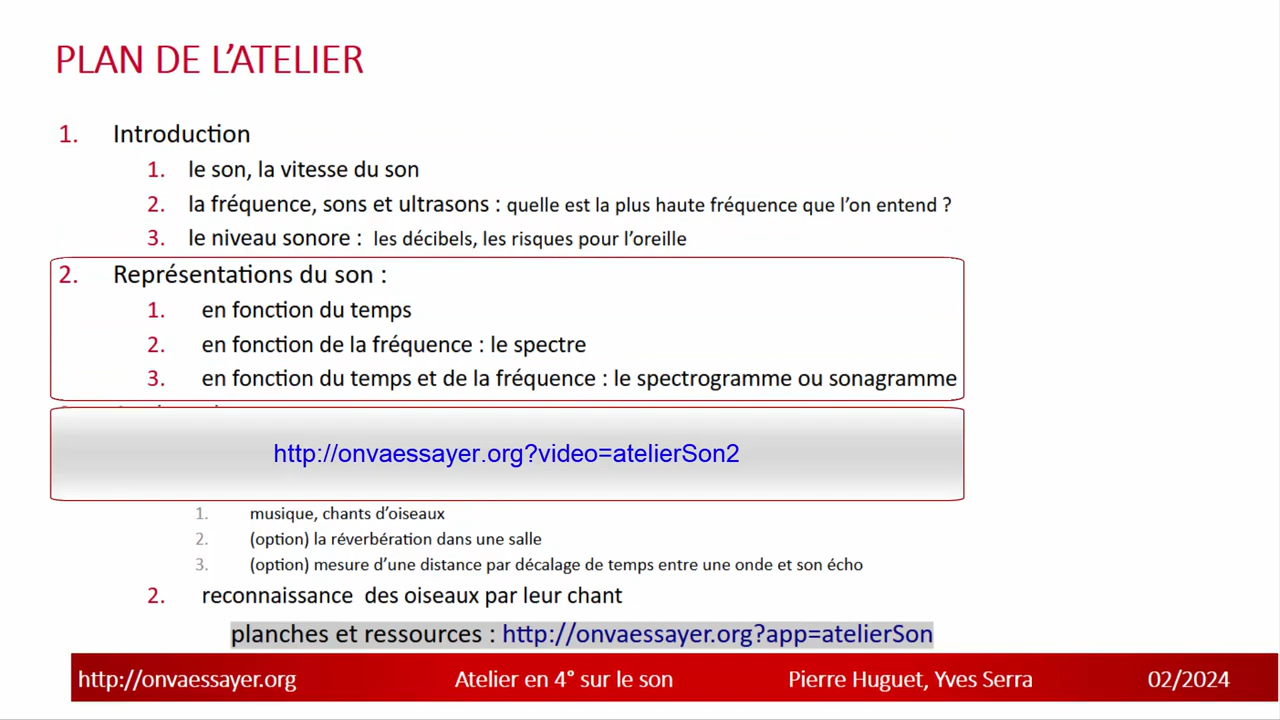 PLAN DE L’ATELIER
1. Introduction
1. le son, la vitesse du son
2. la fréquence, sons et ultrasons : quelle est la plus haute fréquence que l’on entend ?
3. le niveau sonore : les décibels, les risques pour l’oreille
2. Représentations du son :
1. en fonction du temps
2. en fonction de la fréquence : le spectre
3. en fonction du temps et de la fréquence : le spectrogramme ou sonagramme
http://onvaessayer.org?video=atelierSon2
1. musique, chants d’oiseaux
2. (option) la réverbération dans une salle
3. (option) mesure d’une distance par décalage de temps entre une onde et son écho
2. reconnaissance des oiseaux par leur chant
planches et ressources : http://onvaessayer.org?app=atelierSon
http://onvaessayer.org Atelier en 4° sur le son Pierre Huguet, Yves Serra 02/2024